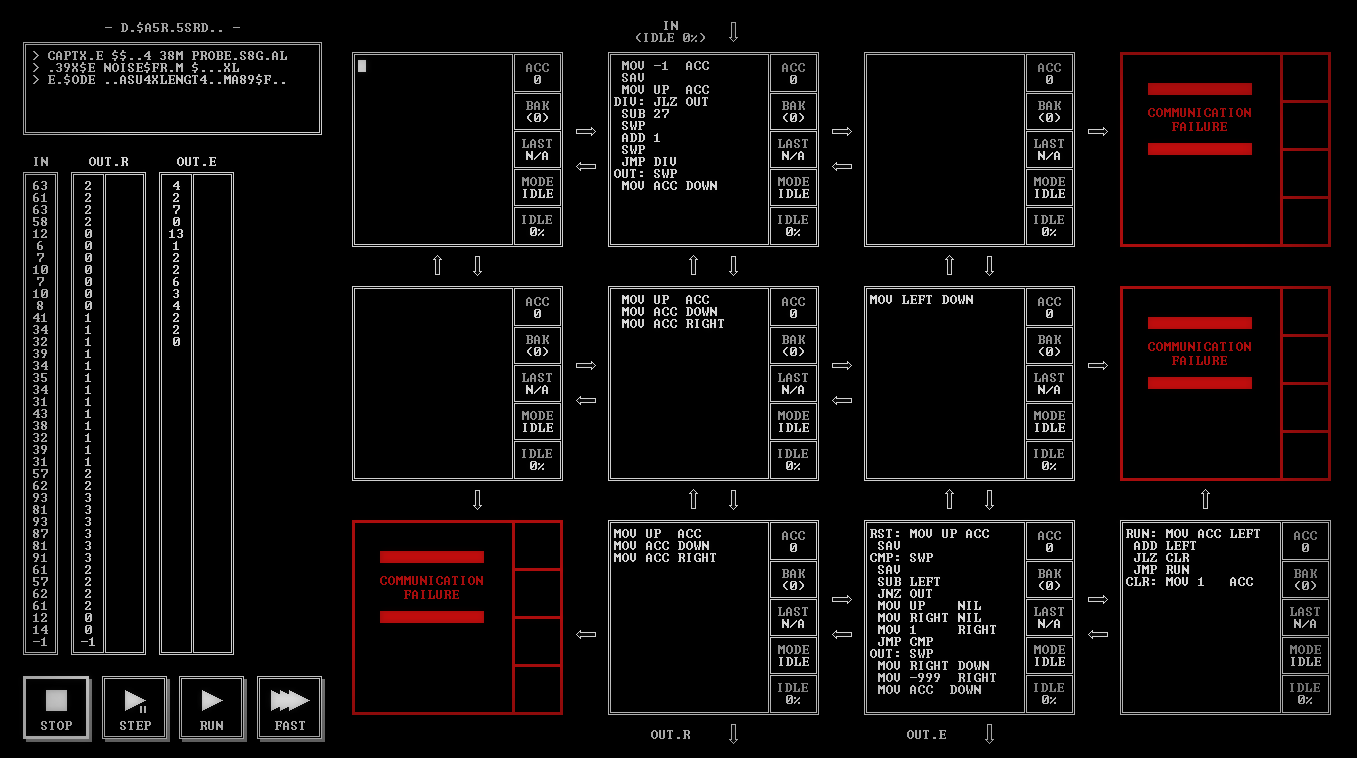 - D.$A5R.5SRD.. -
> CAPTX.E $$..4 38M PROBE.S8G.AL
> .39X$E NOISE$FR.M $...XL
> E.$ODE ..ASU4XLENGT4..MA89$F..
IN OUT.R OUT.E
63 2 4
61 2 2
63 2 7
58 2 0
12 0 13
6 0 1
7 0 2
10 0 2
7 0 6
10 0 3
8 0 4
41 1 2
34 1 2
32 1 0
39 1
34 1
35 1
34 1
31 1
43 1
38 1
32 1
39 1
31 1
57 2
62 2
93 3
81 3
93 3
87 3
81 3
91 3
61 2
57 2
62 2
61 2
12 0
14 0
-1 -1
STOP STEP RUN FAST
IN
(IDLE 0%)
ACC
0
BAK
(0)
LAST
N/A
MODE
IDLE
IDLE
0%
MOV -1 ACC
SAV
MOV UP ACC
DIV: JLZ OUT
SUB 27
SWP
ADD 1
SWP
JMP DIV
OUT: SWP
MOV ACC DOWN
ACC
0
BAK
(0)
LAST
N/A
MODE
IDLE
IDLE
0%
ACC
0
BAK
(0)
LAST
N/A
MODE
IDLE
IDLE
0%
COMMUNICATION
FAILURE
ACC
0
BAK
(0)
LAST
N/A
MODE
IDLE
IDLE
0%
MOV UP ACC
MOV ACC DOWN
MOV ACC RIGHT
ACC
0
BAK
(0)
LAST
N/A
MODE
IDLE
IDLE
0%
MOV LEFT DOWN
ACC
0
BAK
(0)
LAST
N/A
MODE
IDLE
IDLE
0%
COMMUNICATION
FAILURE
COMMUNICATION
FAILURE
MOV UP ACC
MOV ACC DOWN
MOV ACC RIGHT
ACC
0
BAK
(0)
LAST
N/A
MODE
IDLE
IDLE
0%
RST: MOV UP ACC
SAV
CMP: SWP
SAV
SUB LEFT
JNZ OUT
MOV UP NIL
MOV RIGHT NIL
MOV 1 RIGHT
JMP CMP
OUT: SWP
MOV RIGHT DOWN
MOV -999 RIGHT
MOV ACC DOWN
ACC
0
BAK
(0)
LAST
N/A
MODE
IDLE
IDLE
0%
RUN: MOV ACC LEFT
ADD LEFT
JLZ CLR
JMP RUN
CLR: MOV 1 ACC
ACC
0
BAK
(0)
LAST
N/A
MODE
IDLE
IDLE
0%
OUT.R
OUT.E